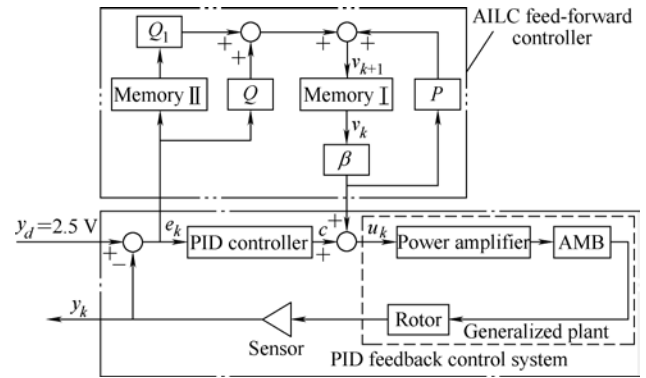 AILC feed-forward
controller
Q₁
+
+
+
+
+
vₖ₊₁
Memory Ⅱ
Q
Memory Ⅰ
P
vₖ
β
y_d=2.5 V
eₖ
PID controller
c
+
+
uₖ
Power amplifier
AMB
+
−
yₖ
Sensor
Rotor
Generalized plant
PID feedback control system